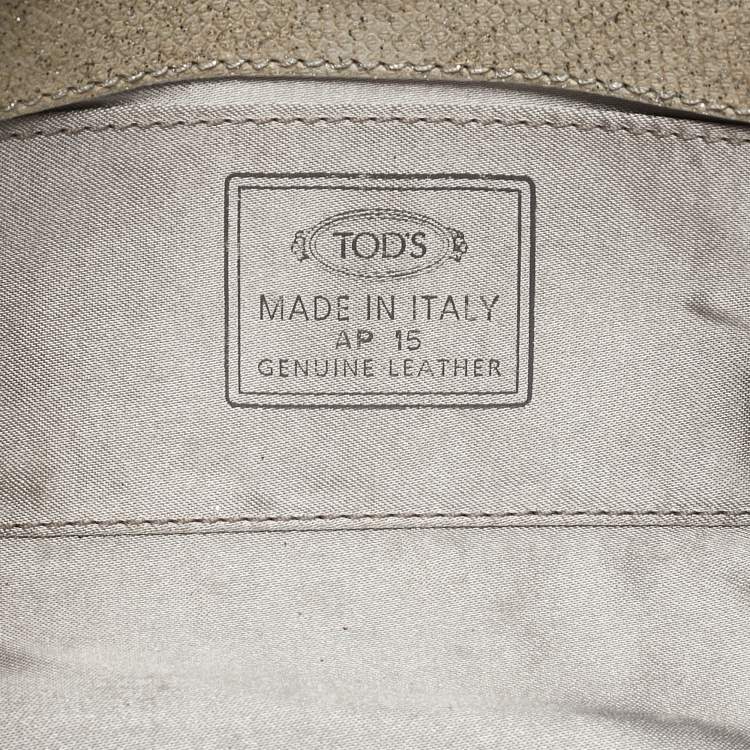 TOD'S
MADE IN ITALY
AP 15
GENUINE LEATHER